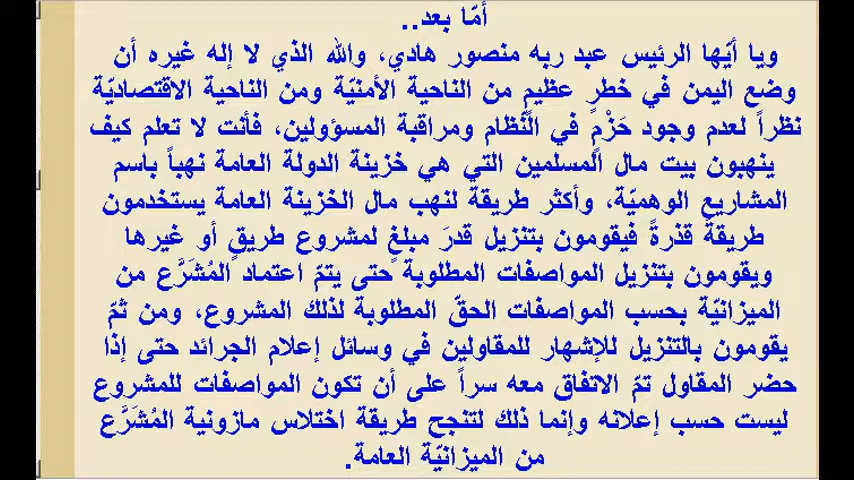 أمّا بعد..
ويا أيّها الرئيس عبد ربه منصور هادي، والله الذي لا إله غيره أن
وضع اليمن في خطرٍ عظيمٍ من الناحية الأمنيّة ومن الناحية الاقتصاديّة
نظراً لعدم وجود حَزْمٍ في النّظام ومراقبة المسؤولين، فأنت لا تعلم كيف
ينهبون بيت مال المسلمين التي هي خزينة الدولة العامة نهباً باسم
المشاريع الوهميّة، وأكثر طريقة لنهب مال الخزينة العامة يستخدمون
طريقةً قذرةً فيقومون بتنزيل قدرَ مبلغٍ لمشروع طريقٍ أو غيرها
ويقومون بتنزيل المواصفات المطلوبة حتى يتمّ اعتماد المُشَرَّع من
الميزانيّة بحسب المواصفات الحقّ المطلوبة لذلك المشروع، ومن ثمّ
يقومون بالتنزيل للإشهار للمقاولين في وسائل إعلام الجرائد حتى إذا
حضر المقاول تمّ الاتفاق معه سراً على أن تكون المواصفات للمشروع
ليست حسب إعلانه وإنما ذلك لتنجح طريقة اختلاس مازونية المُشَرَّع
من الميزانيّة العامة.